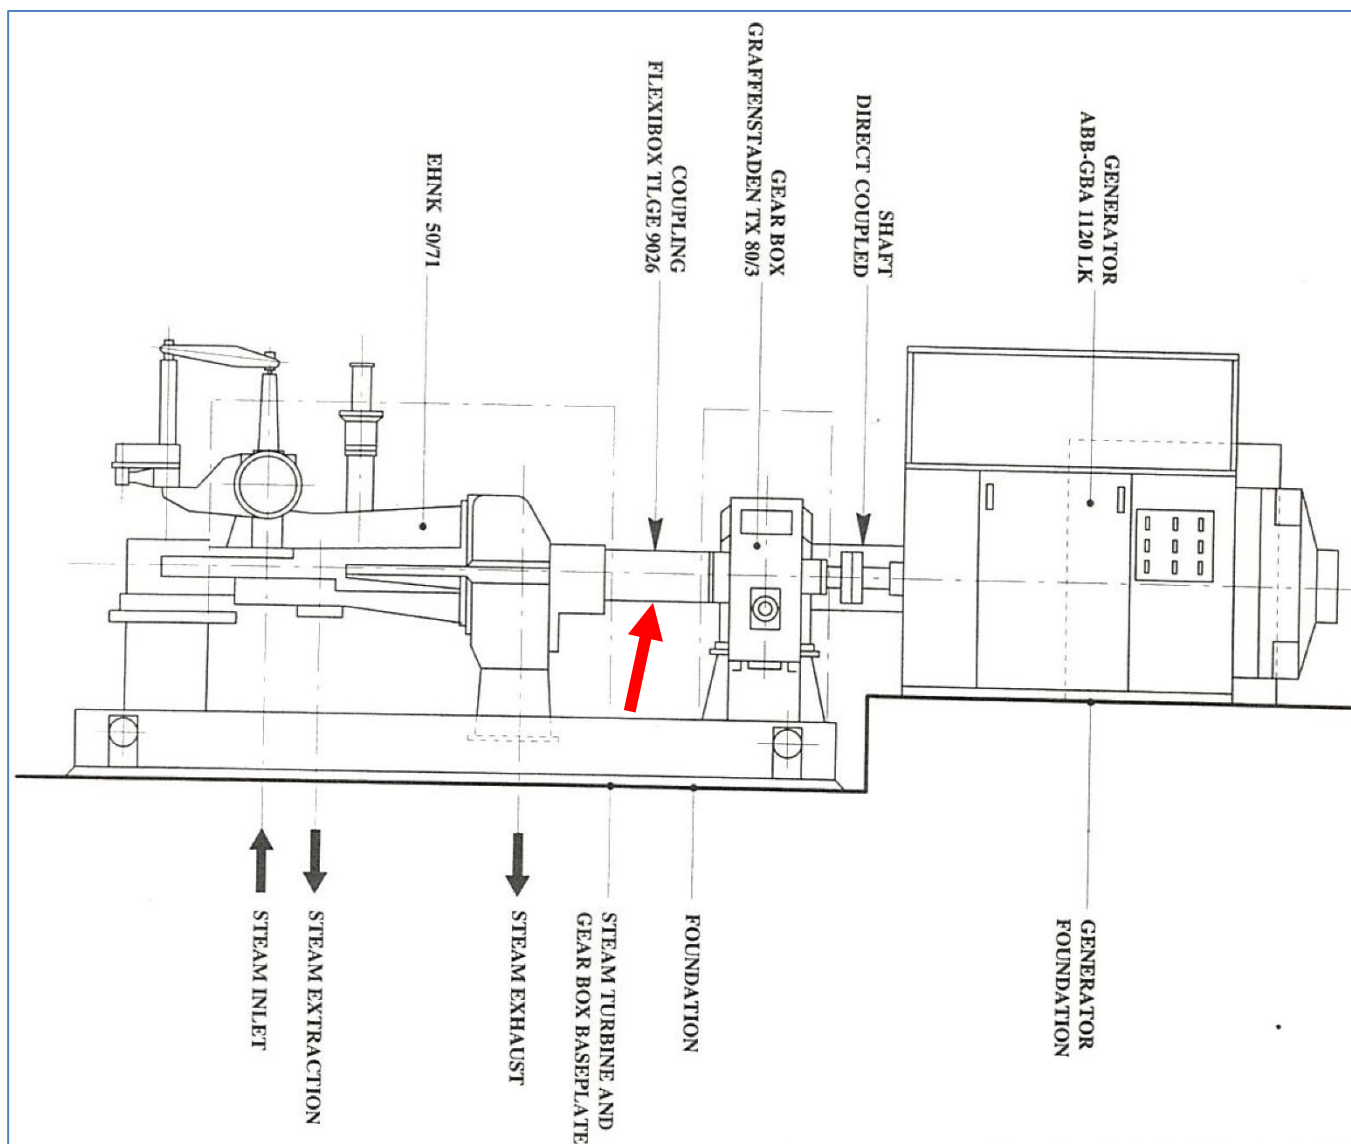 EHNK 50/71
COUPLING
FLEXIBOX TLGE 9026
GEAR BOX
GRAFFENSTADEN TX 80/3
SHAFT
DIRECT COUPLED
GENERATOR
ABB-GBA 1120 LK
STEAM INLET
STEAM EXTRACTION
STEAM EXHAUST
STEAM TURBINE AND
GEAR BOX BASEPLATE
FOUNDATION
GENERATOR
FOUNDATION